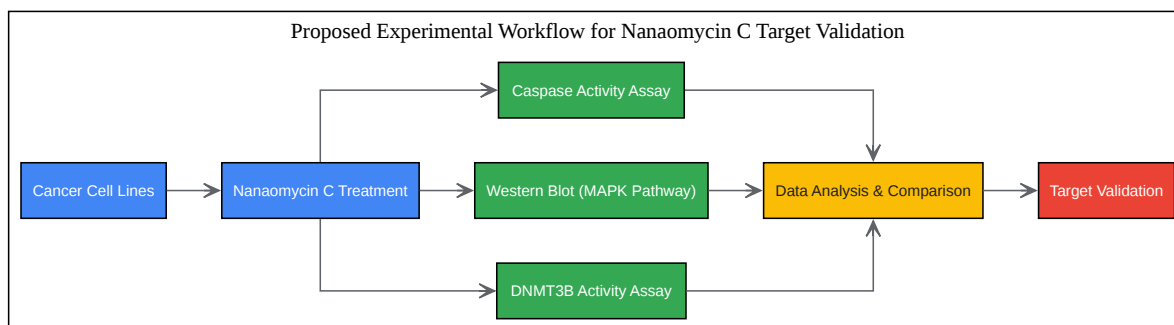 Proposed Experimental Workflow for Nanaomycin C Target Validation
Caspase Activity Assay
Cancer Cell Lines
Nanaomycin C Treatment
Western Blot (MAPK Pathway)
Data Analysis & Comparison
Target Validation
DNMT3B Activity Assay